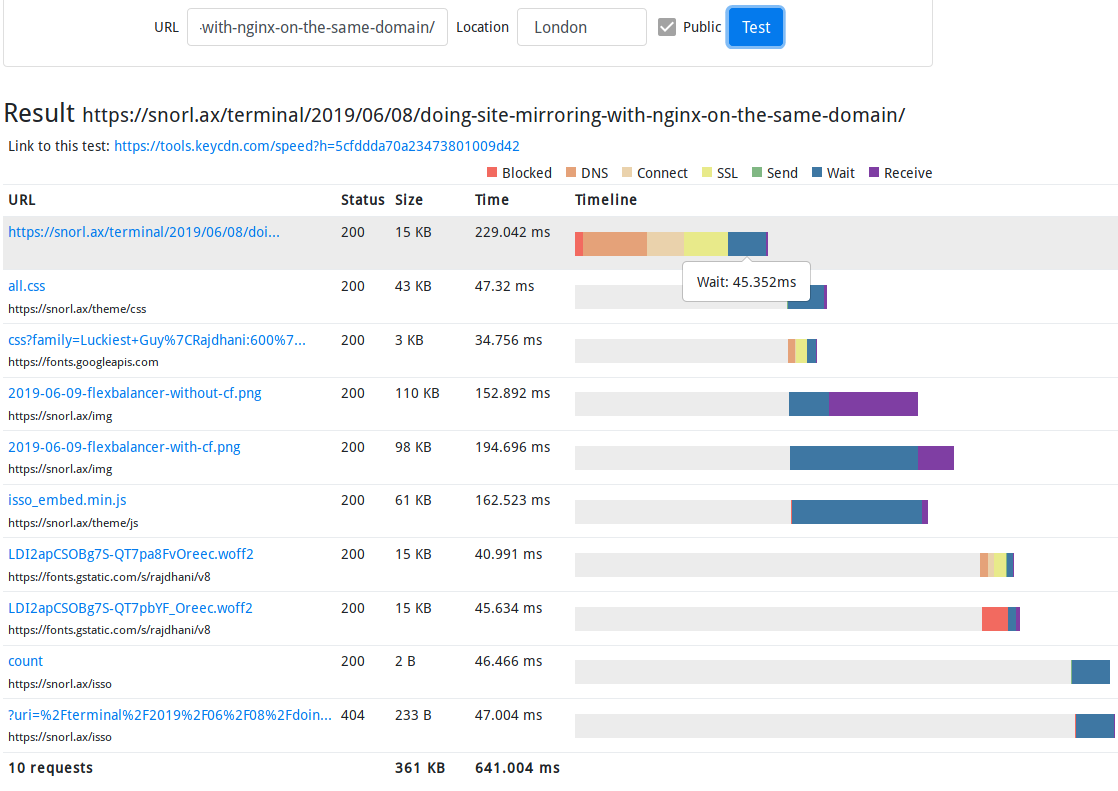 URL -with-nginx-on-the-same-domain/ Location London Public Test
Result https://snorl.ax/terminal/2019/06/08/doing-site-mirroring-with-nginx-on-the-same-domain/
Link to this test: https://tools.keycdn.com/speed?h=5cfddda70a23473801009d42
Blocked DNS Connect SSL Send Wait Receive
URL Status Size Time Timeline
https://snorl.ax/terminal/2019/06/08/doi... 200 15 KB 229.042 ms
Wait: 45.352ms
all.css 200 43 KB 47.32 ms
https://snorl.ax/theme/css
css?family=Luckiest+Guy%7CRajdhani:600%7... 200 3 KB 34.756 ms
https://fonts.googleapis.com
2019-06-09-flexbalancer-without-cf.png 200 110 KB 152.892 ms
https://snorl.ax/img
2019-06-09-flexbalancer-with-cf.png 200 98 KB 194.696 ms
https://snorl.ax/img
isso_embed.min.js 200 61 KB 162.523 ms
https://snorl.ax/theme/js
LDI2apCSOBg7S-QT7pa8FvOreec.woff2 200 15 KB 40.991 ms
https://fonts.gstatic.com/s/rajdhani/v8
LDI2apCSOBg7S-QT7pbYF_Oreec.woff2 200 15 KB 45.634 ms
https://fonts.gstatic.com/s/rajdhani/v8
count 200 2 B 46.466 ms
https://snorl.ax/isso
?uri=%2Fterminal%2F2019%2F06%2F08%2Fdoin... 404 233 B 47.004 ms
https://snorl.ax/isso
10 requests 361 KB 641.004 ms